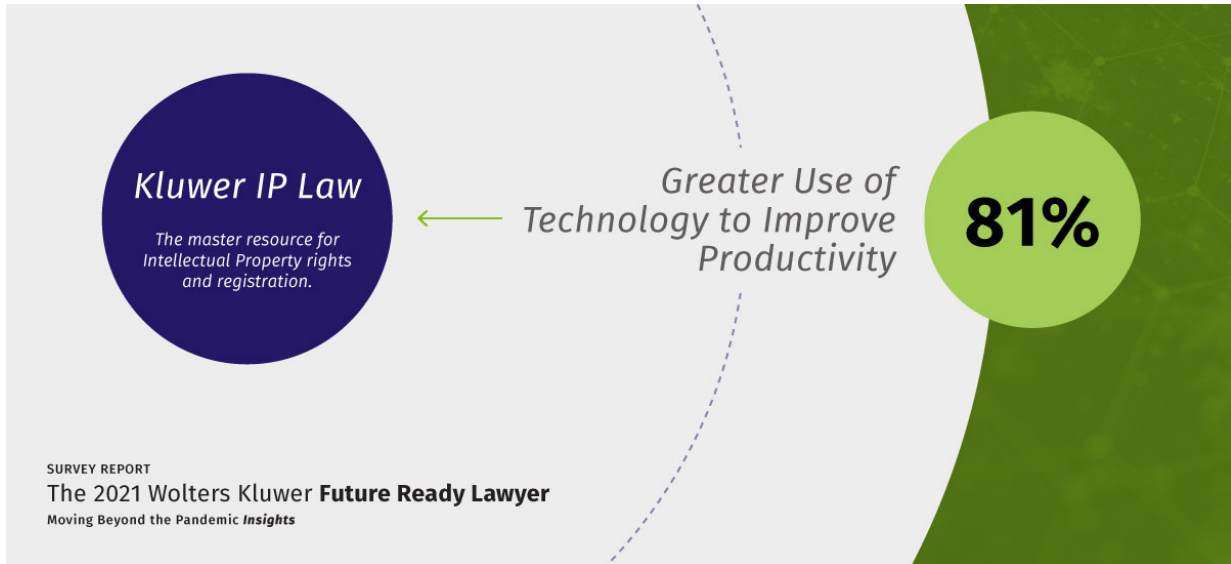 Kluwer IP Law
The master resource for
Intellectual Property rights
and registration.
Greater Use of
Technology to Improve
Productivity
81%
SURVEY REPORT
The 2021 Wolters Kluwer Future Ready Lawyer
Moving Beyond the Pandemic Insights